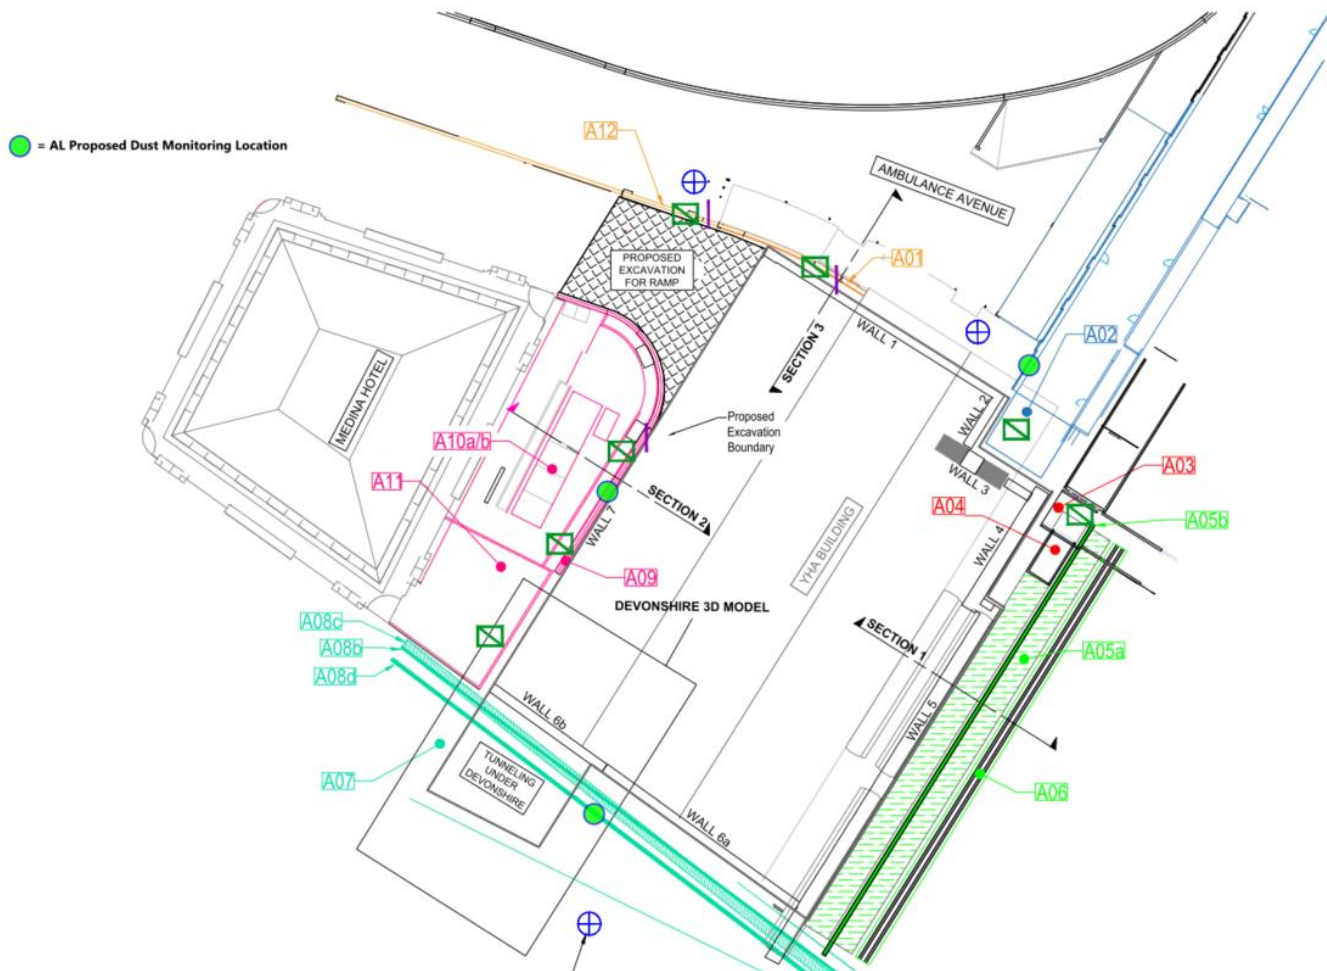 = AL Proposed Dust Monitoring Location
A12
AMBULANCE AVENUE
PROPOSED
EXCAVATION
FOR RAMP
A01
SECTION 3
WALL 1
A02
MEDINA HOTEL
Proposed
Excavation
Boundary
WALL 2
A10a/b
WALL 3
A03
A11
SECTION 2
WALL 7
A04
A05b
YHA BUILDING
WALL 4
A09
DEVONSHIRE 3D MODEL
A08c
A08b
A08d
SECTION 1
A05a
WALL 6b
WALL 5
A07
TUNNELING
UNDER
DEVONSHIRE
A06
WALL 6a